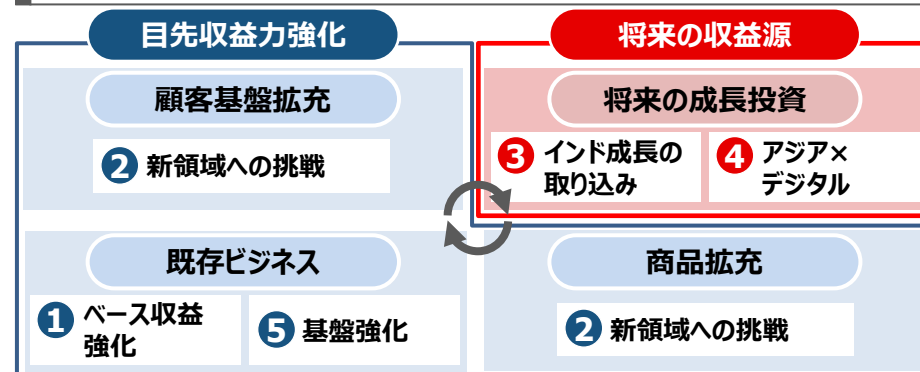 目先収益力強化
将来の収益源
顧客基盤拡充
2 新領域への挑戦
将来の成長投資
3 インド成長の
取り込み
4 アジア×
デジタル
既存ビジネス
1 ベース収益
強化
5 基盤強化
商品拡充
2 新領域への挑戦